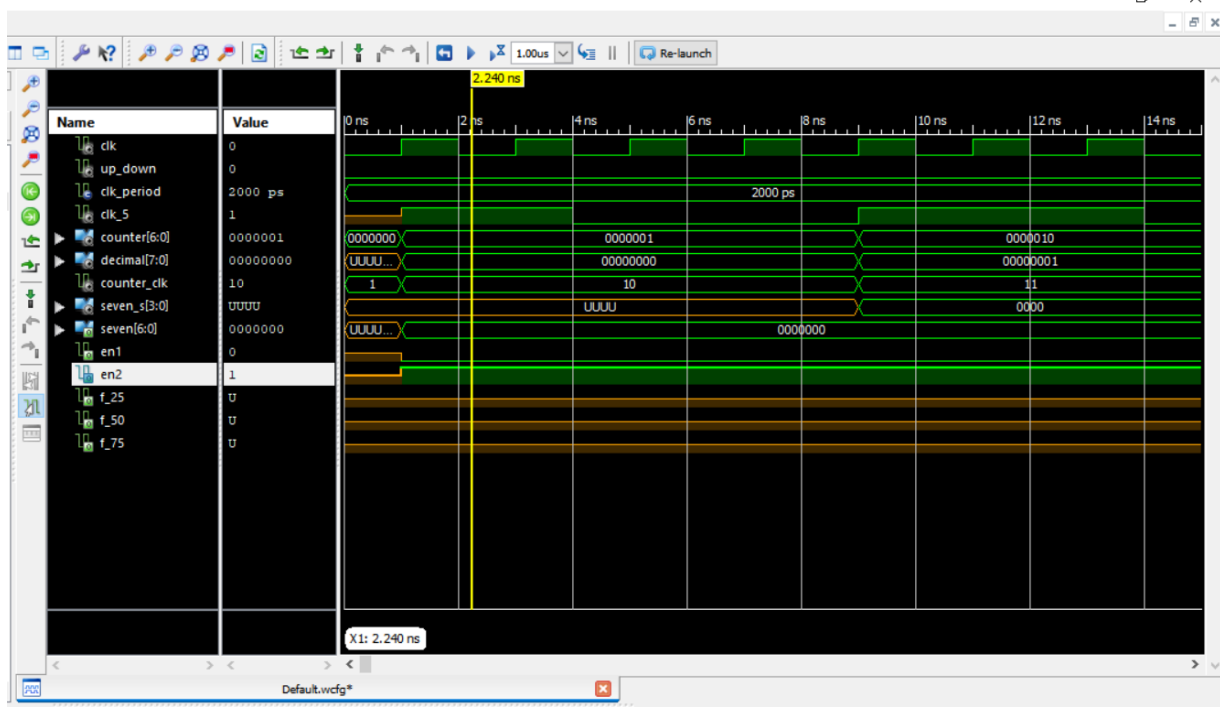 1.00us Re-launch
2.240 ns
Name Value 0 ns 2 ns 4 ns 6 ns 8 ns 10 ns 12 ns 14 ns
clk 0
up_down 0
clk_period 2000 ps 2000 ps
clk_5 1
counter[6:0] 0000001 0000000 0000001 0000010
decimal[7:0] 00000000 UUUU... 00000000 00000001
counter_clk 10 1 10 11
seven_s[3:0] UUUU UUUU 0000
seven[6:0] 0000000 UUUU... 0000000
en1 0
en2 1
f_25 U
f_50 U
f_75 U
X1: 2.240 ns
Default.wcfg*